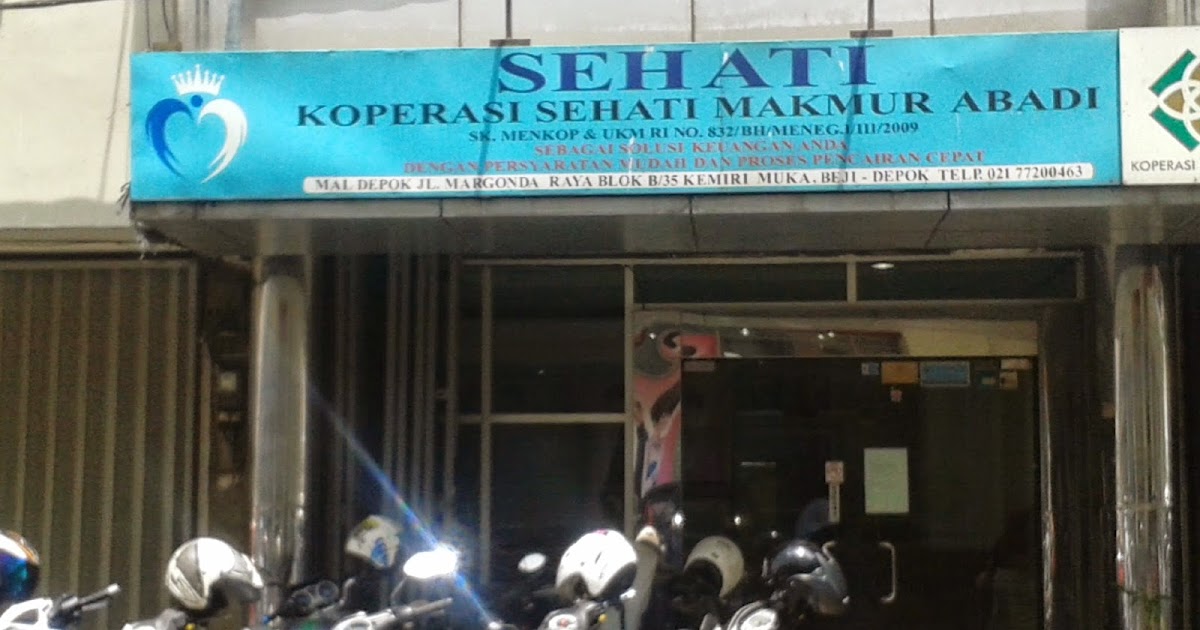 SEHATI
KOPERASI SEHATI MAKMUR ABADI
SK. MENKOP & UKM RI NO. 832/BH/MENEG.I/III/2009
SEBAGAI SOLUSI KEUANGAN ANDA
DENGAN PERSYARATAN MUDAH DAN PROSES PENCAIRAN CEPAT
MAL DEPOK JL. MARGONDA RAYA BLOK B/35 KEMIRI MUKA. BEJI - DEPOK TELP. 021 77200463
KOPERASI